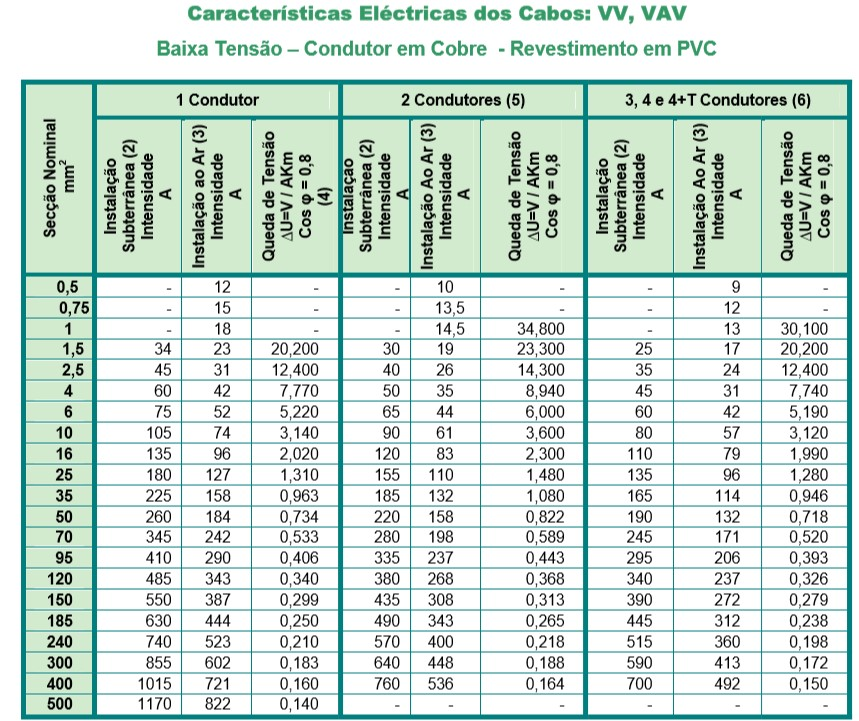 Características Eléctricas dos Cabos: VV, VAV
Baixa Tensão – Condutor em Cobre - Revestimento em PVC
Secção Nominal
mm²
1 Condutor
2 Condutores (5)
3, 4 e 4+T Condutores (6)
Instalação
Subterrânea (2)
Intensidade
A
Instalação ao Ar (3)
Intensidade
A
Queda de Tensão
∆U=V / AKm
Cos φ = 0,8
(4)
Instalaçao
Subterrânea (2)
Intensidade
A
Instalação Ao Ar (3)
Intensidade
A
Queda de Tensão
∆U=V / AKm
Cos φ = 0,8
Instalação
Subterrânea (2)
Intensidade
A
Instalação Ao Ar (3)
Intensidade
A
Queda de Tensão
∆U=V / AKm
Cos φ = 0,8
0,5 - 12 - - 10 - - 9 -
0,75 - 15 - - 13,5 - - 12 -
1 - 18 - - 14,5 34,800 - 13 30,100
1,5 34 23 20,200 30 19 23,300 25 17 20,200
2,5 45 31 12,400 40 26 14,300 35 24 12,400
4 60 42 7,770 50 35 8,940 45 31 7,740
6 75 52 5,220 65 44 6,000 60 42 5,190
10 105 74 3,140 90 61 3,600 80 57 3,120
16 135 96 2,020 120 83 2,300 110 79 1,990
25 180 127 1,310 155 110 1,480 135 96 1,280
35 225 158 0,963 185 132 1,080 165 114 0,946
50 260 184 0,734 220 158 0,822 190 132 0,718
70 345 242 0,533 280 198 0,589 245 171 0,520
95 410 290 0,406 335 237 0,443 295 206 0,393
120 485 343 0,340 380 268 0,368 340 237 0,326
150 550 387 0,299 435 308 0,313 390 272 0,279
185 630 444 0,250 490 343 0,265 445 312 0,238
240 740 523 0,210 570 400 0,218 515 360 0,198
300 855 602 0,183 640 448 0,188 590 413 0,172
400 1015 721 0,160 760 536 0,164 700 492 0,150
500 1170 822 0,140 - - - - - -